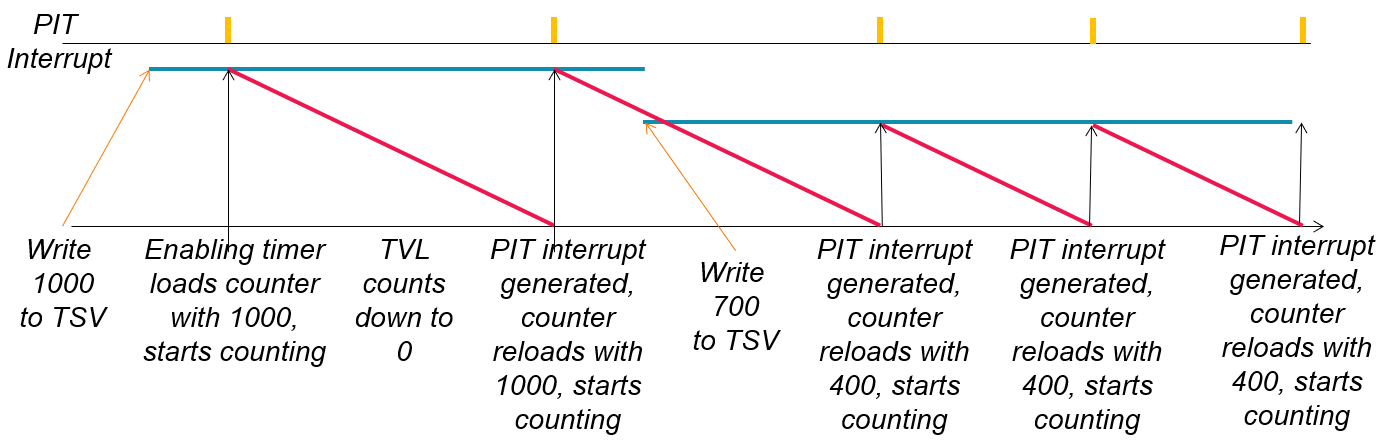 PIT
Interrupt
Write
1000
to TSV
Enabling timer
loads counter
with 1000,
starts counting
TVL
counts
down to
0
PIT interrupt
generated,
counter
reloads with
1000, starts
counting
Write
700
to TSV
PIT interrupt
generated,
counter
reloads with
400, starts
counting
PIT interrupt
generated,
counter
reloads with
400, starts
counting
PIT interrupt
generated,
counter
reloads with
400, starts
counting